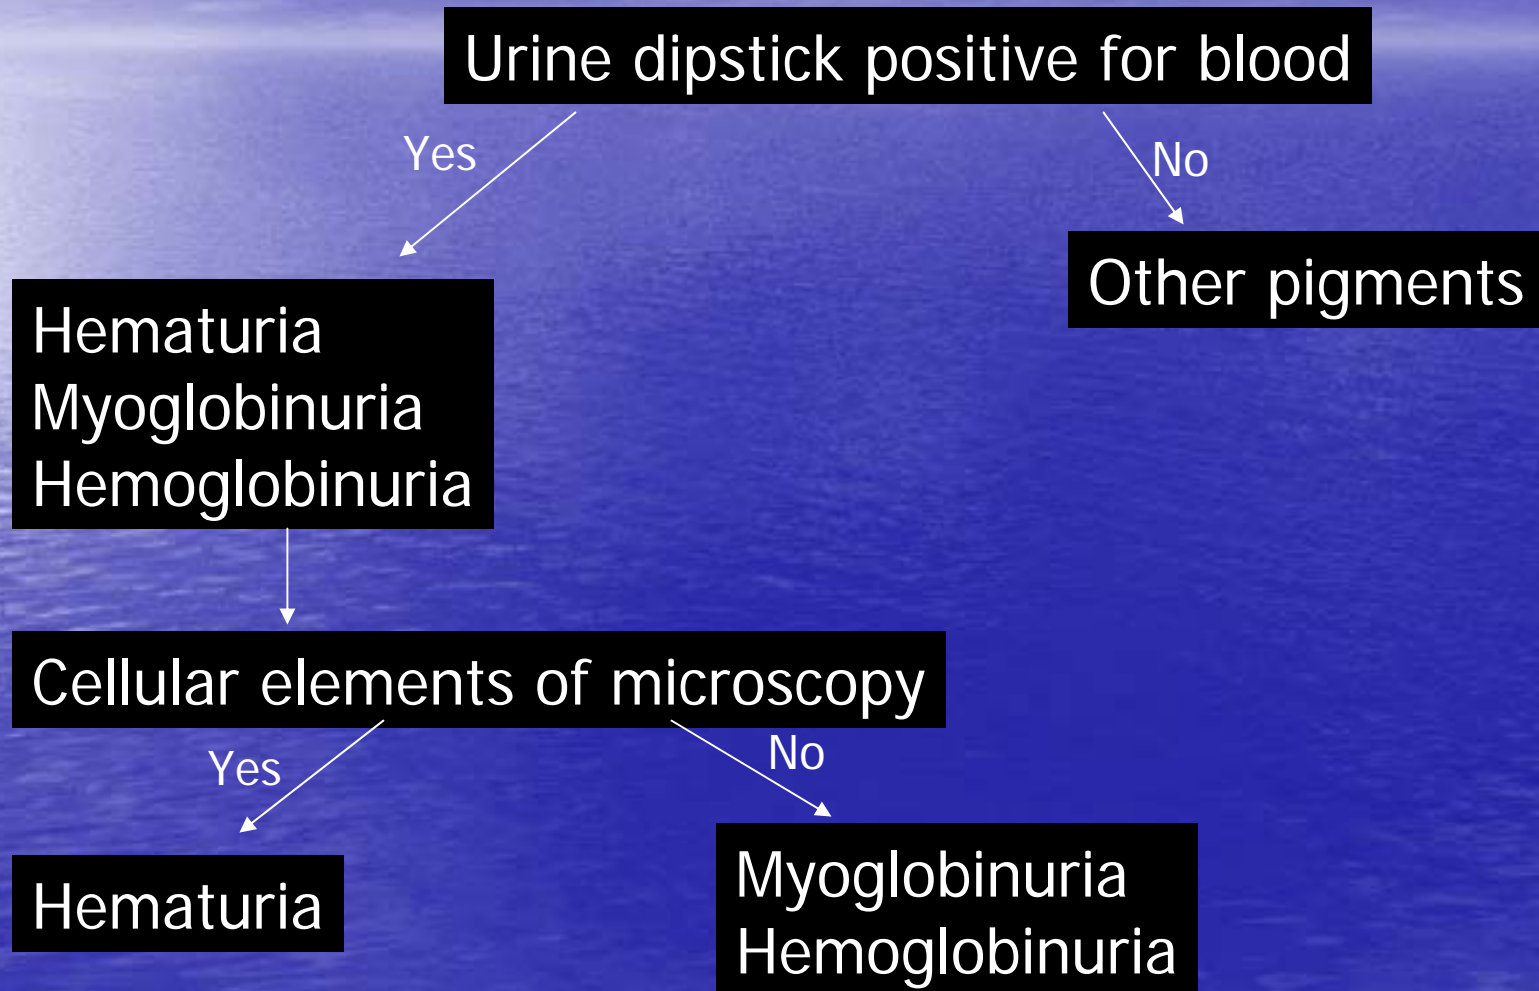 Urine dipstick positive for blood
Yes
No
Other pigments
Hematuria
Myoglobinuria
Hemoglobinuria
Cellular elements of microscopy
Yes
No
Hematuria
Myoglobinuria
Hemoglobinuria